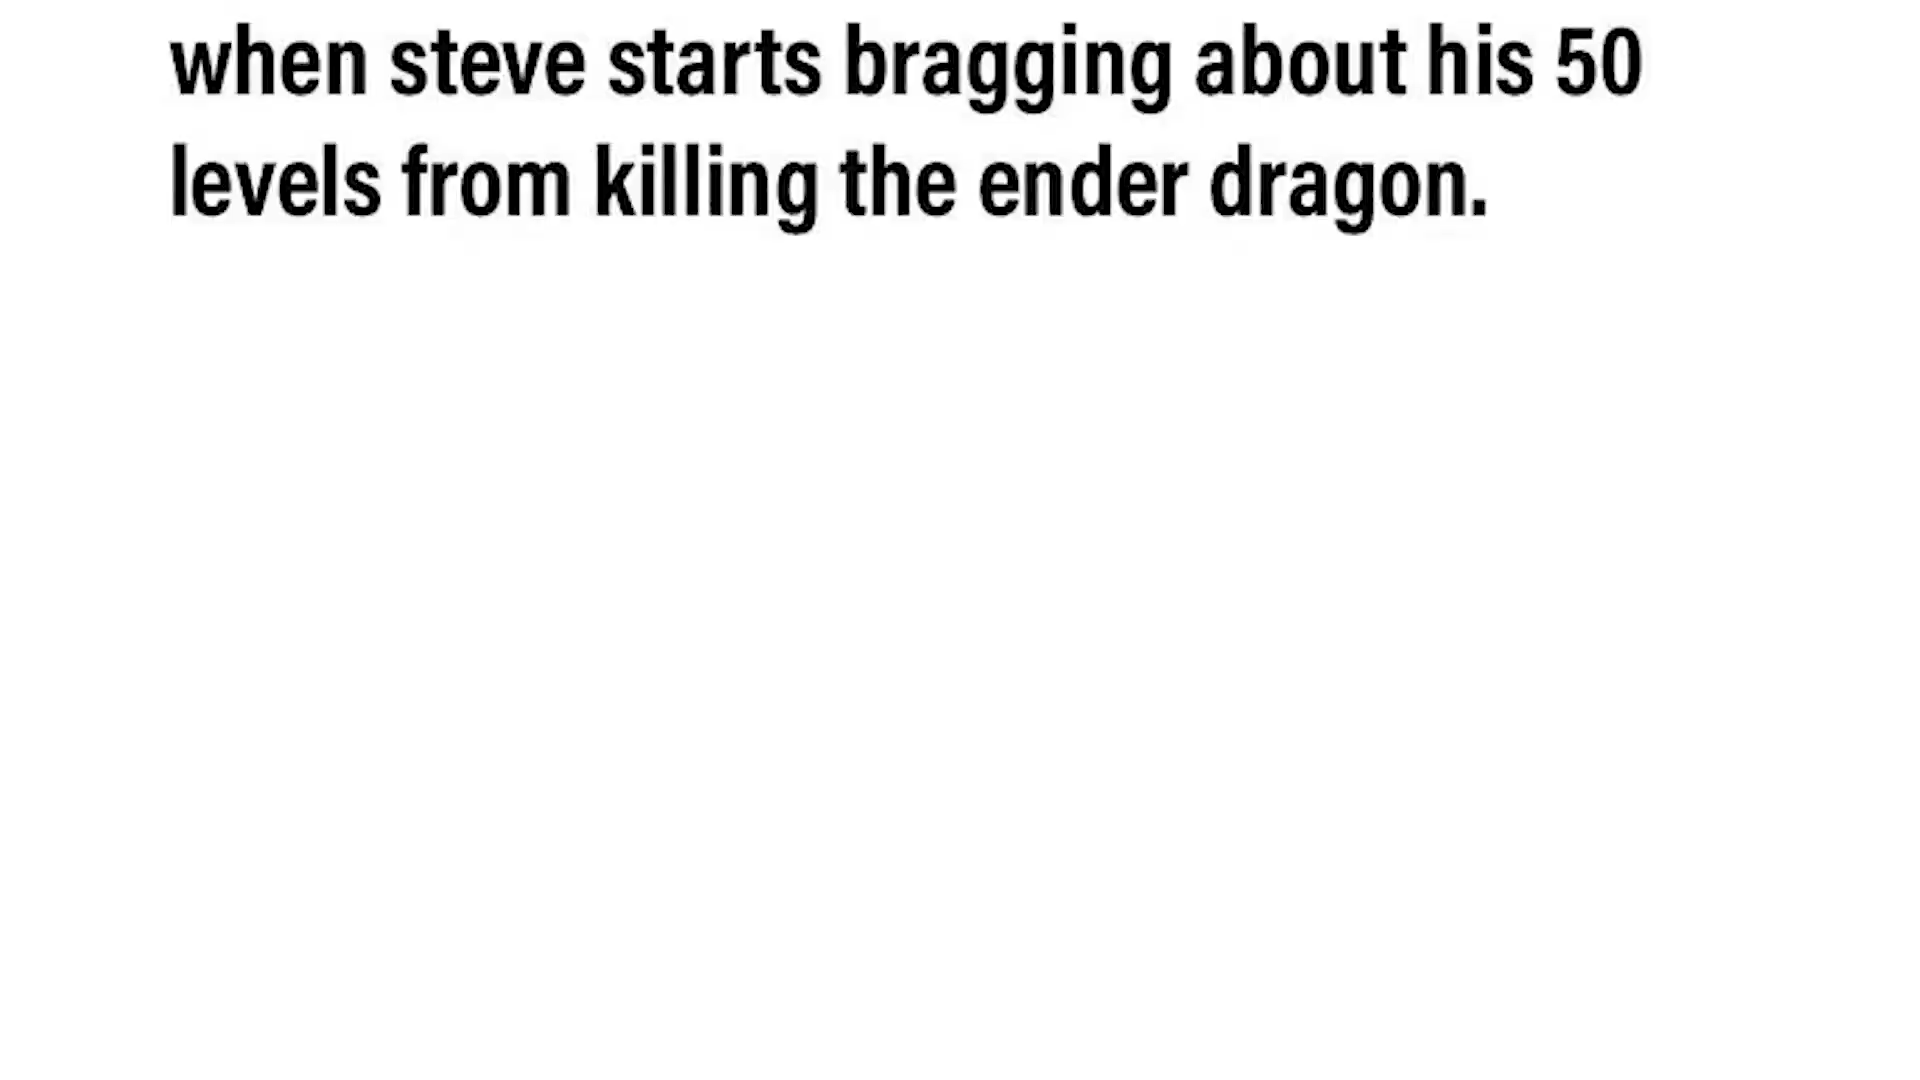 when steve starts bragging about his 50
levels from killing the ender dragon.